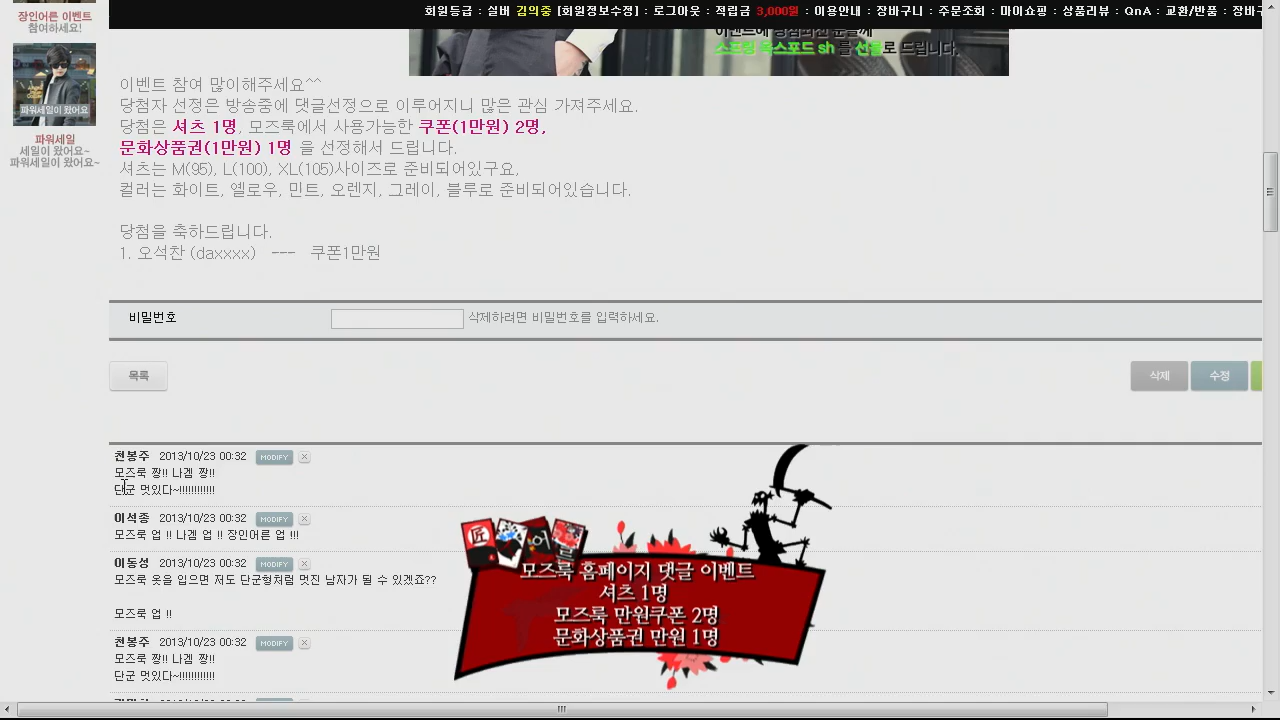 회원등록 : 실버 김의중 [회원정보수정] : 로그아웃 : 적립금 3,000원 : 이용안내 : 장바구니 : 주문조회 : 마이쇼핑 : 상품리뷰 : QnA : 교환/반품
장인어른 이벤트
참여하세요!
파워세일이 왔어요
파워세일
세일이 왔어요~
파워세일이 왔어요~
스프링 옥스포드 sh 를 선물로 드립니다.
이벤트 참여 많이해주세요^^
당첨자 선정은 방송중에 댓글선정으로 이루어지니 많은 관심 가져주세요.
당첨은 셔츠 1명, 모즈룩에서 사용가능한 쿠폰(1만원) 2명,
문화상품권(1만원) 1명 을 선정해서 드립니다.
셔츠는 M(95), L(100), XL(105)사이즈로 준비되어있구요,
컬러는 화이트, 옐로우, 민트, 오렌지, 그레이, 블루로 준비되어있습니다.
당첨을 축하드립니다.
1. 오석찬 (daxxxx) --- 쿠폰1만원
비밀번호 삭제하려면 비밀번호를 입력하세요.
목록 삭제 수정
천봉주 2013/10/23 00:32 MODIFY
모즈룩 짱!! 나겜 짱!!
단군 멋있다~!!!!!!!!!!!!
이석종 2013/10/23 00:32 MODIFY
모즈룩 업 !! 나겜 업 !! 장인어른 업 !!!
이동성 2013/10/23 00:32 MODIFY
모즈룩 옷을 입으면 저도 단군형처럼 멋진 남자가 될 수 있겠죠??
모즈룩 업 !!
천봉주 2013/10/23 00:32 MODIFY
모즈룩 짱!! 나겜 짱!!
단군 멋있다~!!!!!!!!!!!!
匠 어 를
모즈룩 홈페이지 댓글 이벤트
셔츠 1명
모즈룩 만원쿠폰 2명
문화상품권 만원 1명